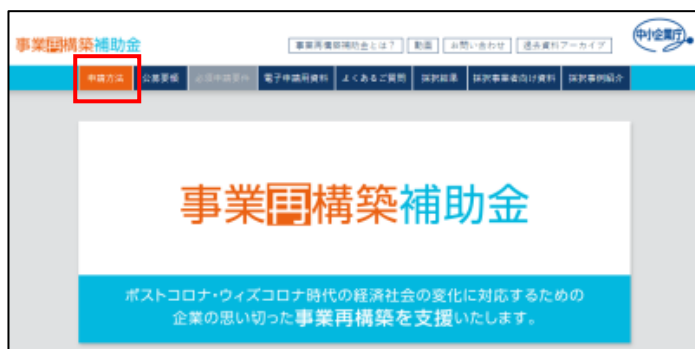 事業再構築補助金
事業再構築補助金とは？
動画
お問い合わせ
過去資料アーカイブ
中小企業庁
申請方法
公募要領
必須申請要件
電子申請用資料
よくあるご質問
採択結果
採択事業者向け資料
採択事例紹介
事業再構築補助金
ポストコロナ・ウィズコロナ時代の経済社会の変化に対応するための
企業の思い切った事業再構築を支援いたします。